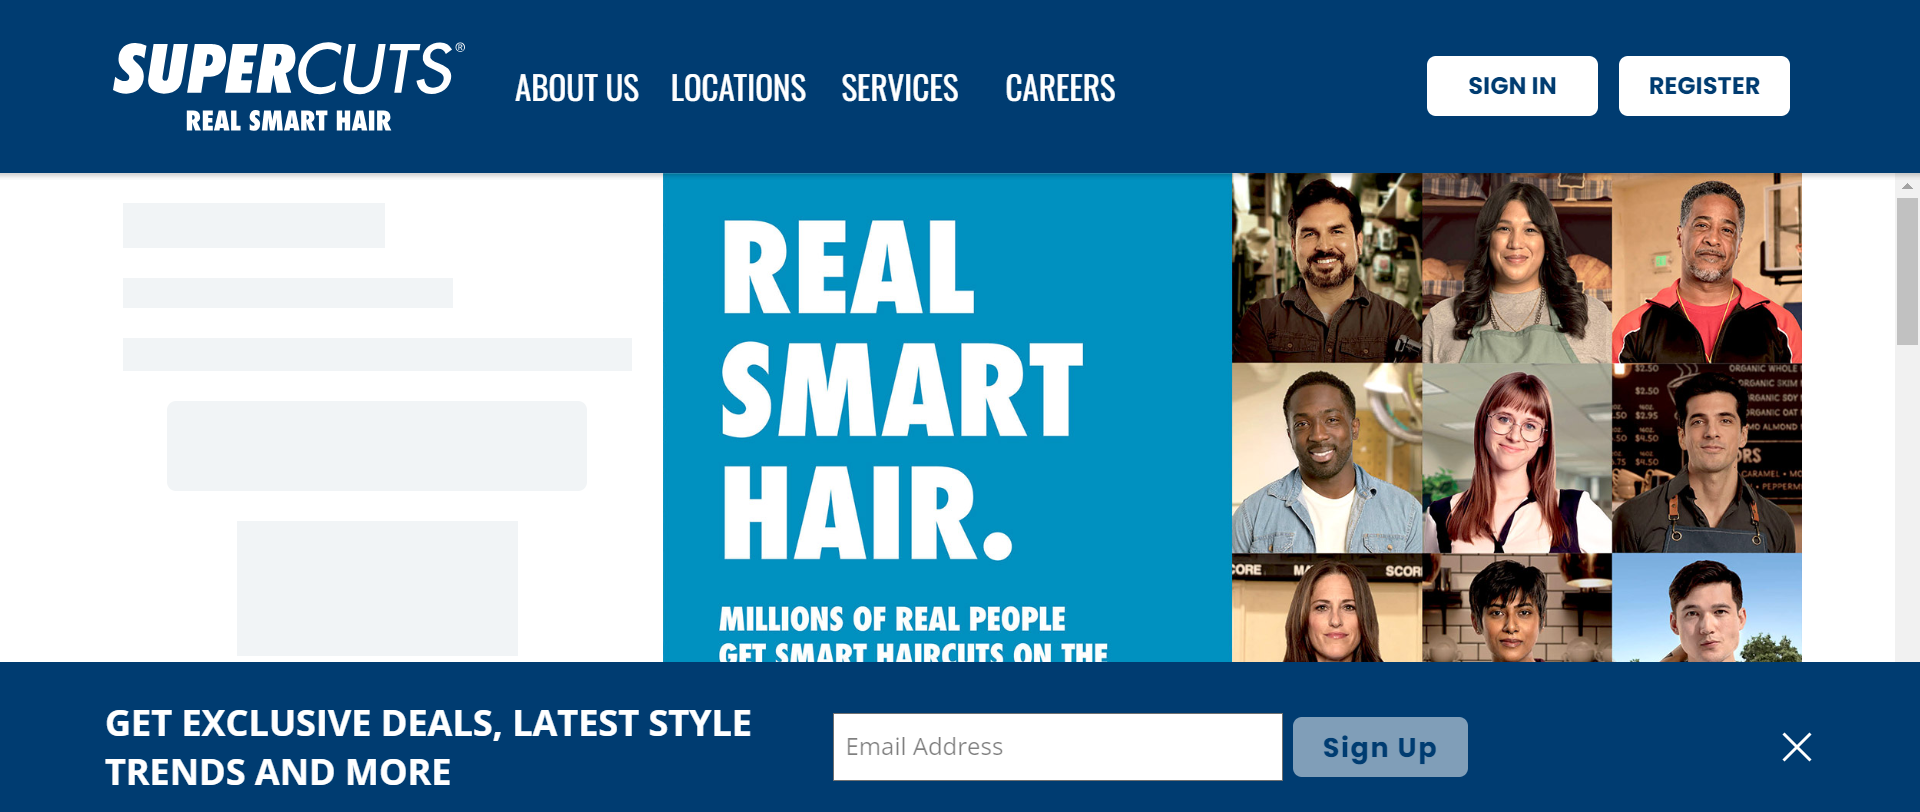 SUPERCUTS®
REAL SMART HAIR
ABOUT US
LOCATIONS
SERVICES
CAREERS
SIGN IN
REGISTER
REAL
SMART
HAIR.
MILLIONS OF REAL PEOPLE
GET SMART HAIRCUTS ON THE
$2.50
ORGANIC WHOLE
$2.50
ORGANIC SKIM
ORGANIC SOY
$2.95
ORGANIC OAT
$4.50
ALMOND
$4.50
CARAMEL • MO
PEPPERM
CORE
SCOR
GET EXCLUSIVE DEALS, LATEST STYLE
TRENDS AND MORE
Email Address
Sign Up